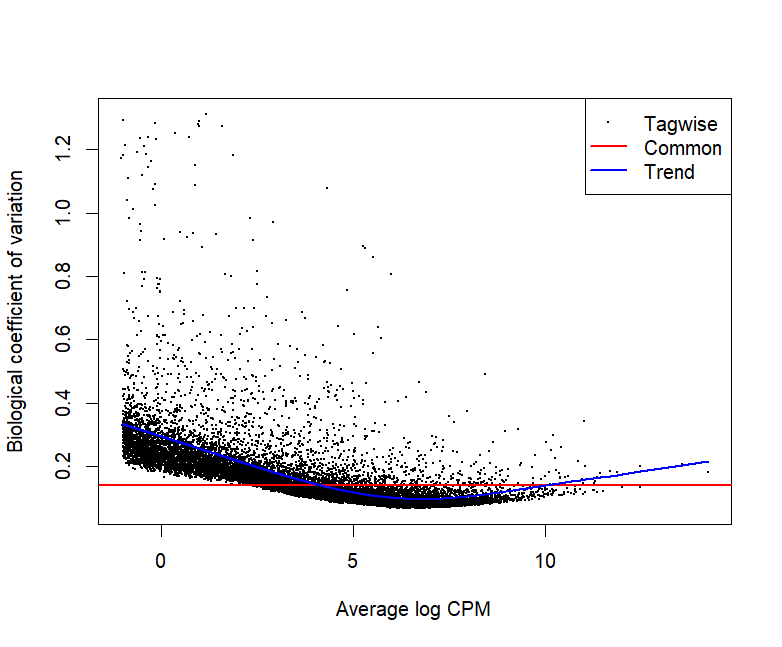 Tagwise
Common
Trend
Biological coefficient of variation
1.2
1.0
0.8
0.6
0.4
0.2
0 5 10
Average log CPM